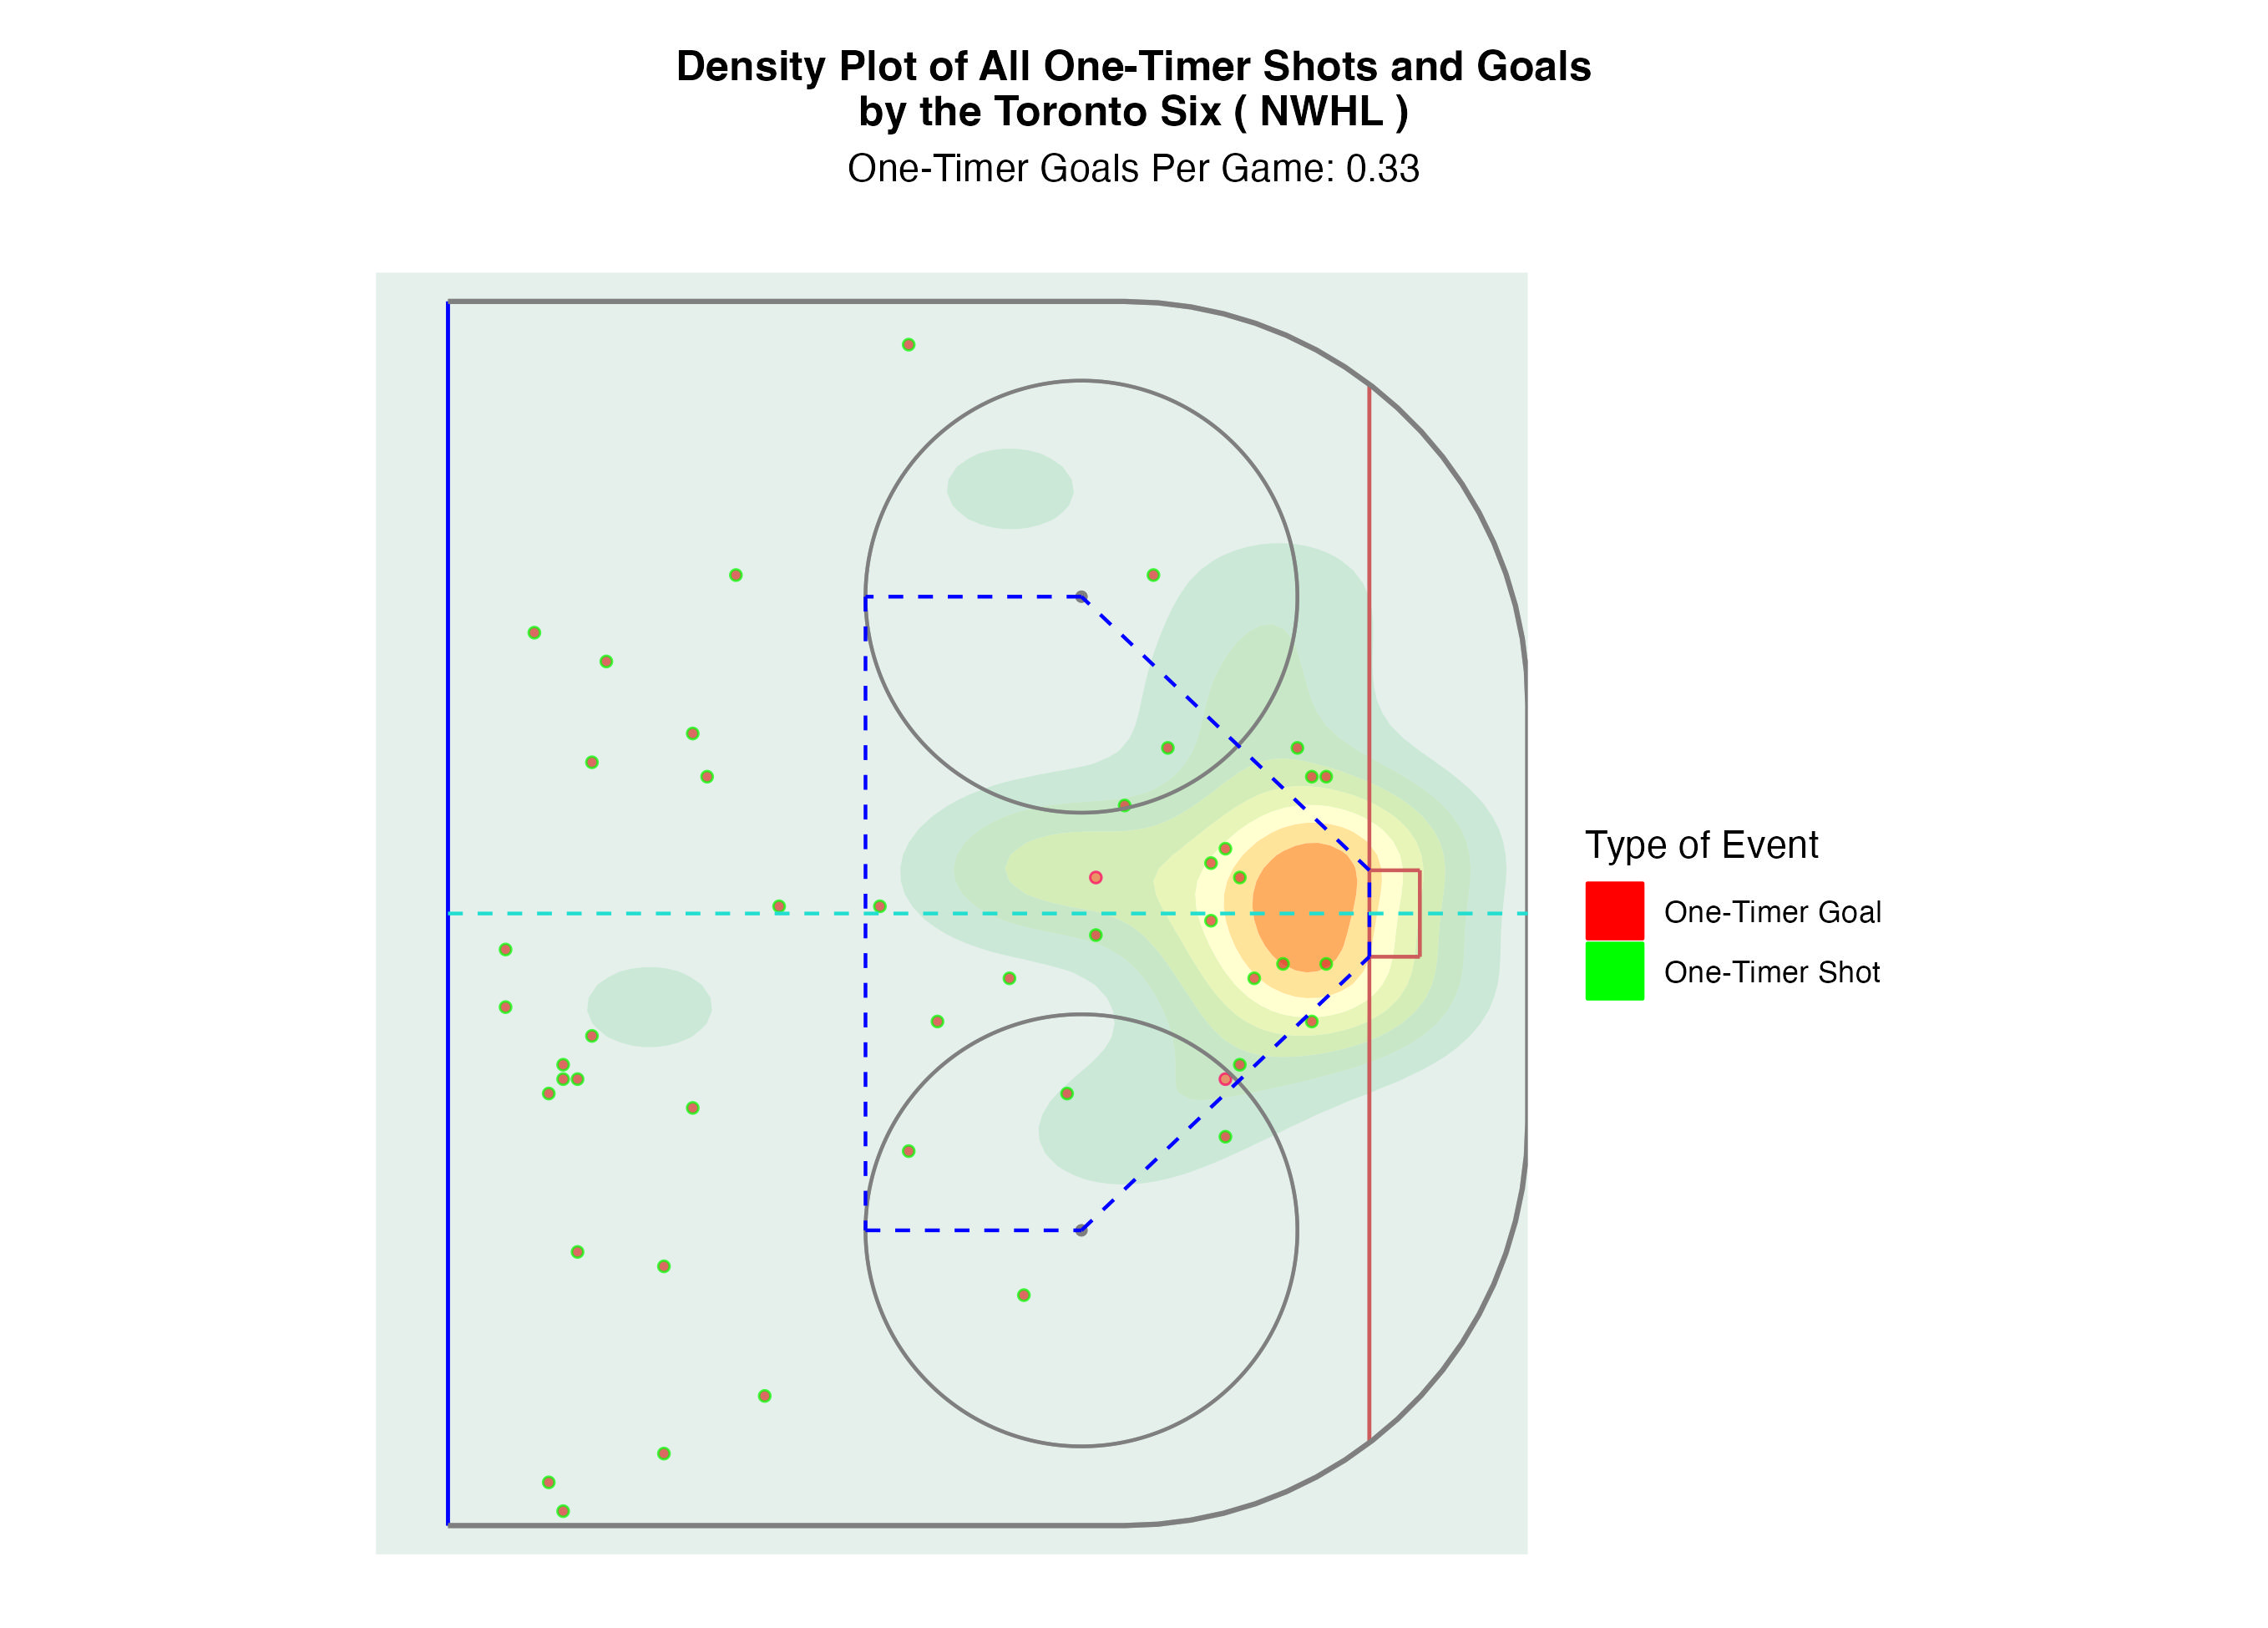 Density Plot of All One-Timer Shots and Goals
by the Toronto Six ( NWHL )
One-Timer Goals Per Game: 0.33
Type of Event
One-Timer Goal
One-Timer Shot